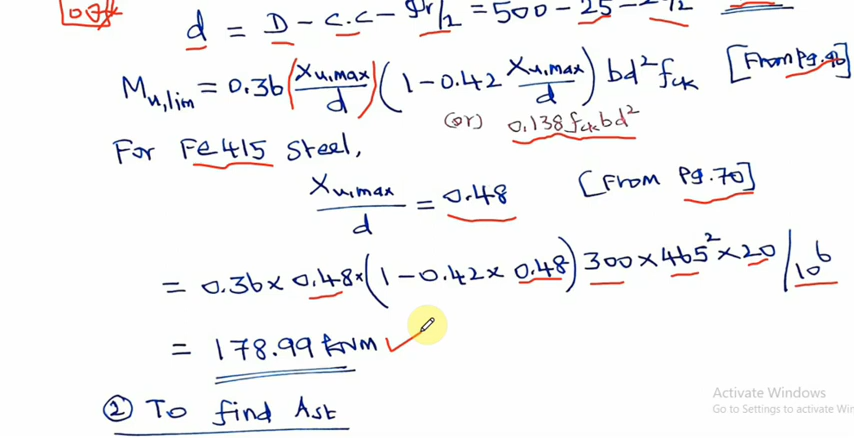 d = D - C.C - /2 = 500 - 25 -
Mu,lim = 0.36 (xu,max/d) (1 - 0.42 xu,max/d) bd² fck [From Pg.96]
(or) 0.138 fck bd²
For Fe415 Steel,
xu,max/d = 0.48 [From Pg.70]
= 0.36 × 0.48 × (1 - 0.42 × 0.48) 300 × 465² × 20 / 10⁶
= 178.99 kNm ✓
② To find Ast
Activate Windows
Go to Settings to activate Wir